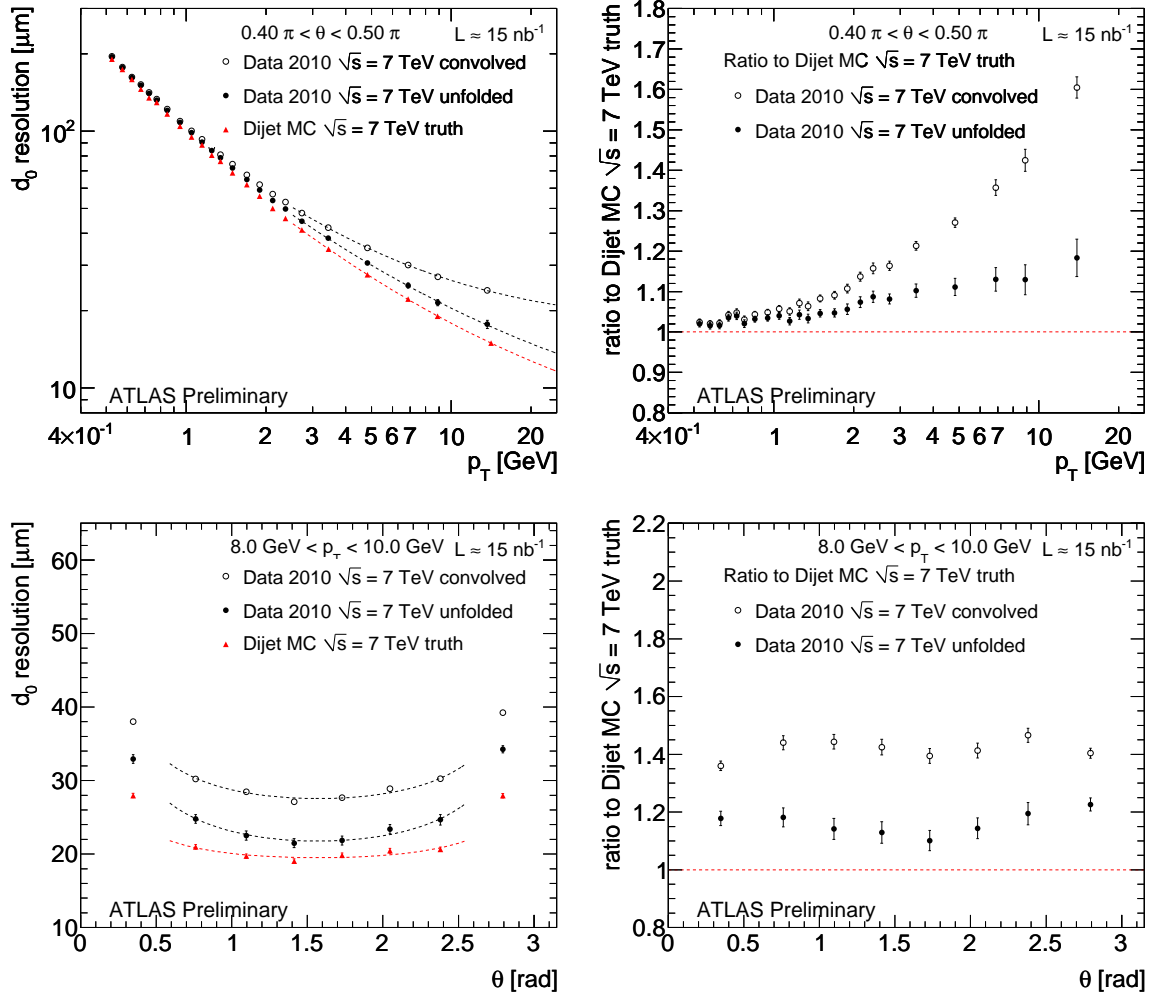 d0 resolution [μm]
0.40 π < θ < 0.50 π L ≈ 15 nb-1
Data 2010 √s = 7 TeV convolved
Data 2010 √s = 7 TeV unfolded
Dijet MC √s = 7 TeV truth
10²
10
ATLAS Preliminary
4×10-1 1 2 3 4 5 6 7 10 20
pT [GeV]
ratio to Dijet MC √s = 7 TeV truth
1.8
1.7
1.6
1.5
1.4
1.3
1.2
1.1
1
0.9
0.8
0.40 π < θ < 0.50 π L ≈ 15 nb-1
Ratio to Dijet MC √s = 7 TeV truth
Data 2010 √s = 7 TeV convolved
Data 2010 √s = 7 TeV unfolded
ATLAS Preliminary
4×10-1 1 2 3 4 5 6 7 10 20
pT [GeV]
d0 resolution [μm]
60
50
40
30
20
10
8.0 GeV < pT < 10.0 GeV L ≈ 15 nb-1
Data 2010 √s = 7 TeV convolved
Data 2010 √s = 7 TeV unfolded
Dijet MC √s = 7 TeV truth
ATLAS Preliminary
0 0.5 1 1.5 2 2.5 3
θ [rad]
ratio to Dijet MC √s = 7 TeV truth
2.2
2
1.8
1.6
1.4
1.2
1
0.8
8.0 GeV < pT < 10.0 GeV L ≈ 15 nb-1
Ratio to Dijet MC √s = 7 TeV truth
Data 2010 √s = 7 TeV convolved
Data 2010 √s = 7 TeV unfolded
ATLAS Preliminary
0 0.5 1 1.5 2 2.5 3
θ [rad]